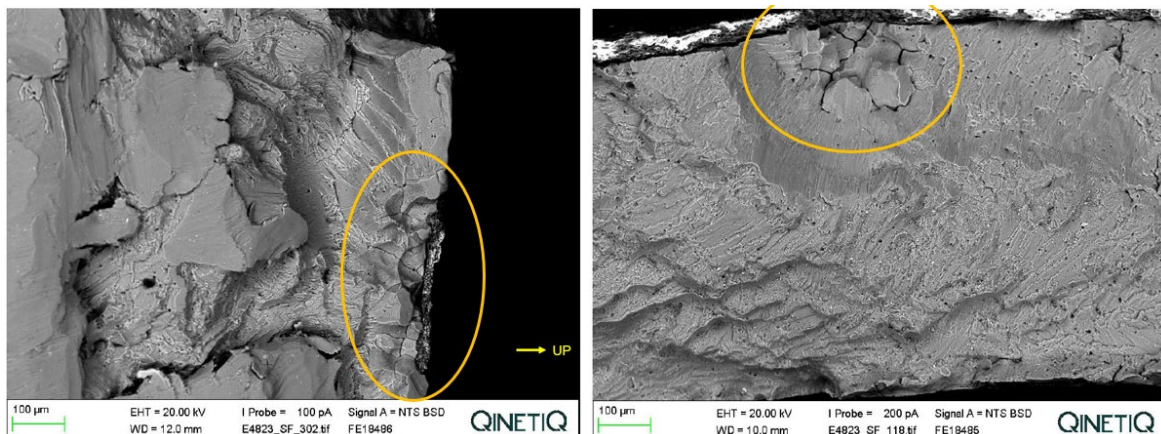 UP
100 µm
EHT = 20.00 kV
I Probe = 100 pA
Signal A = NTS BSD
QINETIQ
WD = 12.0 mm
E4823_SF_302.tif
FE18486
100 µm
EHT = 20.00 kV
I Probe = 200 pA
Signal A = NTS BSD
QINETIQ
WD = 10.0 mm
E4823_SF_118.tif
FE18485